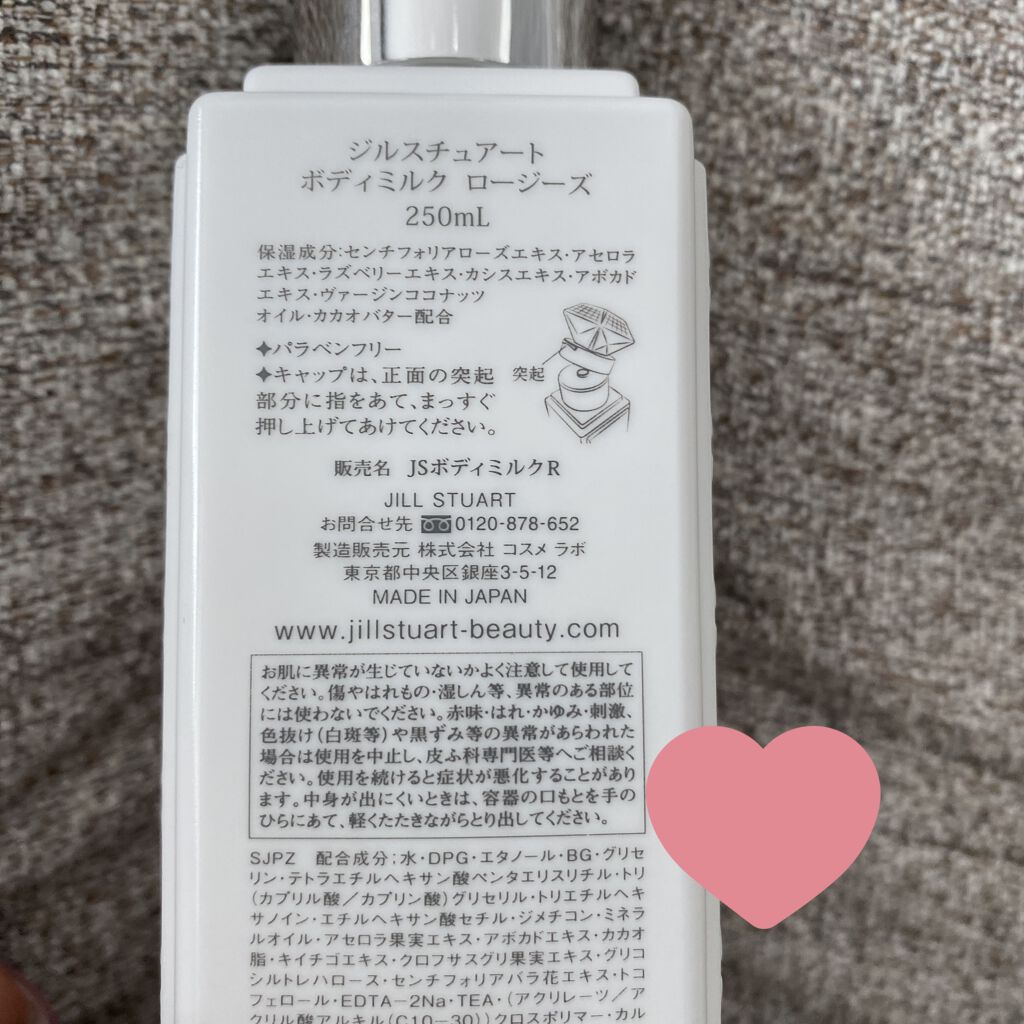 ジルスチュアート
ボディミルク ロージーズ
250mL
保湿成分:センチフォリアローズエキス・アセロラ
エキス・ラズベリーエキス・カシスエキス・アボカド
エキス・ヴァージンココナッツ
オイル・カカオバター配合
✦パラベンフリー
✦キャップは、正面の突起
部分に指をあて、まっすぐ
押し上げてあけてください。
突起
販売名 JSボディミルクR
JILL STUART
お問合せ先 0120-878-652
製造販売元 株式会社 コスメ ラボ
東京都中央区銀座3-5-12
MADE IN JAPAN
www.jillstuart-beauty.com
お肌に異常が生じていないかよく注意して使用して
ください。傷やはれもの・湿しん等、異常のある部位
には使わないでください。赤味・はれ・かゆみ・刺激、
色抜け(白斑等)や黒ずみ等の異常があらわれた
場合は使用を中止し、皮ふ科専門医等へご相談く
ださい。使用を続けると症状が悪化することがあり
ます。中身が出にくいときは、容器の口もとを手の
ひらにあて、軽くたたきながらとり出してください。
SJPZ 配合成分;水・DPG・エタノール・BG・グリセ
リン・テトラエチルヘキサン酸ペンタエリスリチル・トリ
(カプリル酸/カプリン酸)グリセリル・トリエチルヘキ
サノイン・エチルヘキサン酸セチル・ジメチコン・ミネラ
ルオイル・アセロラ果実エキス・アボカドエキス・カカオ
脂・キイチゴエキス・クロフサスグリ果実エキス・グリコ
シルトレハロース・センチフォリアバラ花エキス・トコ
フェロール・EDTA-2Na・TEA・(アクリレーツ/ア
クリル酸アルキル(C10-30))クロスポリマー・カル